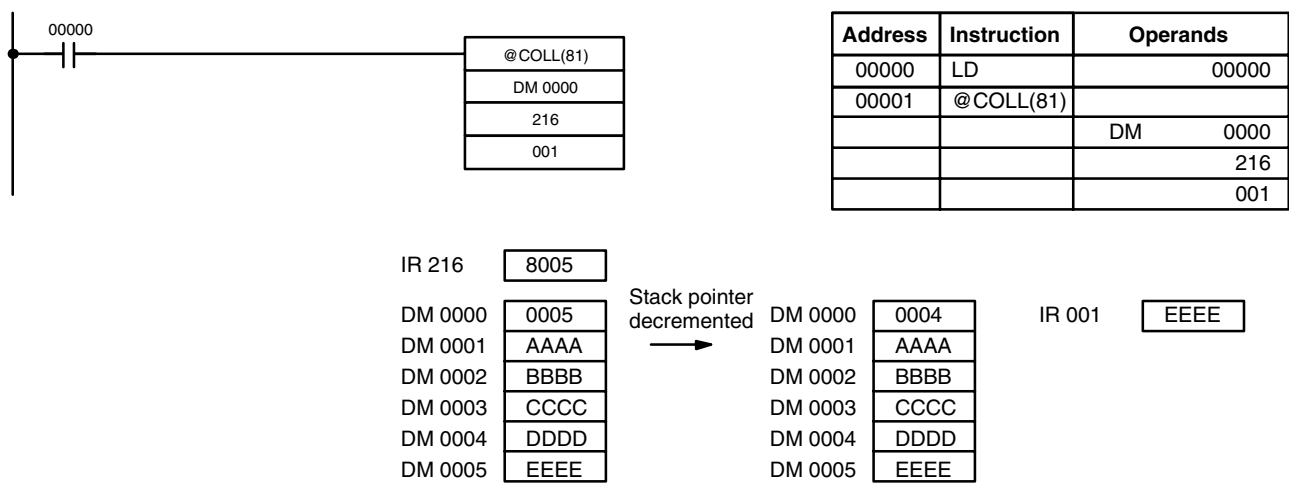 00000
@COLL(81)
DM 0000
216
001
Address Instruction Operands
00000 LD 00000
00001 @COLL(81)
DM 0000
216
001
IR 216 8005
Stack pointer
decremented
DM 0000 0005
DM 0001 AAAA
DM 0002 BBBB
DM 0003 CCCC
DM 0004 DDDD
DM 0005 EEEE
DM 0000 0004
DM 0001 AAAA
DM 0002 BBBB
DM 0003 CCCC
DM 0004 DDDD
DM 0005 EEEE
IR 001 EEEE